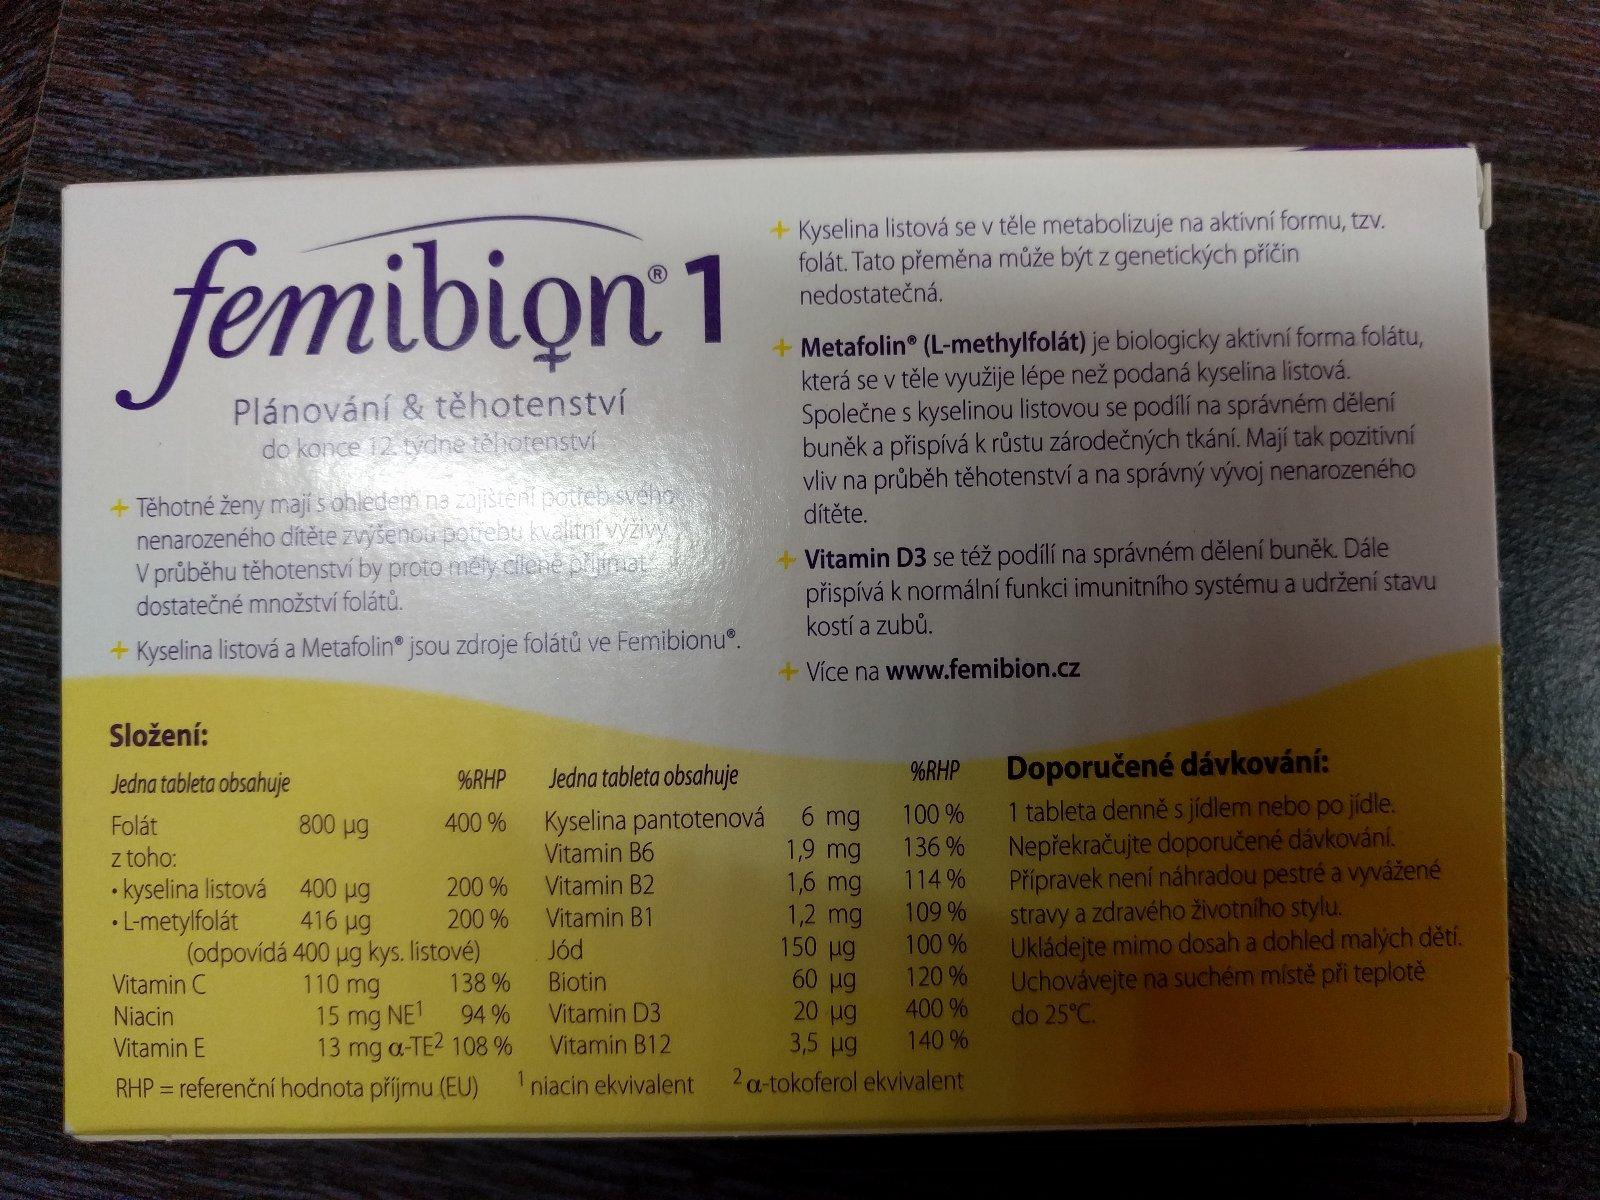 femibion® 1
Plánování & těhotenství
do konce 12. týdne těhotenství
+ Těhotné ženy mají s ohledem na zajištění potřeb svého
nenarozeného dítěte zvýšenou potřebu kvalitní výživy.
V průběhu těhotenství by proto měly cíleně přijímat
dostatečné množství folátů.
+ Kyselina listová a Metafolin® jsou zdroje folátů ve Femibionu®.
+ Kyselina listová se v těle metabolizuje na aktivní formu, tzv.
folát. Tato přeměna může být z genetických příčin
nedostatečná.
+ Metafolin® (L-methylfolát) je biologicky aktivní forma folátu,
která se v těle využije lépe než podaná kyselina listová.
Společně s kyselinou listovou se podílí na správném dělení
buněk a přispívá k růstu zárodečných tkání. Mají tak pozitivní
vliv na průběh těhotenství a na správný vývoj nenarozeného
dítěte.
+ Vitamin D3 se též podílí na správném dělení buněk. Dále
přispívá k normální funkci imunitního systému a udržení stavu
kostí a zubů.
+ Více na www.femibion.cz
Složení:
Jedna tableta obsahuje %RHP
Folát 800 µg 400 %
z toho:
• kyselina listová 400 µg 200 %
• L-metylfolát 416 µg 200 %
(odpovídá 400 µg kys. listové)
Vitamin C 110 mg 138 %
Niacin 15 mg NE¹ 94 %
Vitamin E 13 mg α-TE² 108 %
Jedna tableta obsahuje %RHP
Kyselina pantotenová 6 mg 100 %
Vitamin B6 1,9 mg 136 %
Vitamin B2 1,6 mg 114 %
Vitamin B1 1,2 mg 109 %
Jód 150 µg 100 %
Biotin 60 µg 120 %
Vitamin D3 20 µg 400 %
Vitamin B12 3,5 µg 140 %
RHP = referenční hodnota příjmu (EU) ¹ niacin ekvivalent ² α-tokoferol ekvivalent
Doporučené dávkování:
1 tableta denně s jídlem nebo po jídle.
Nepřekračujte doporučené dávkování.
Přípravek není náhradou pestré a vyvážené
stravy a zdravého životního stylu.
Ukládejte mimo dosah a dohled malých dětí.
Uchovávejte na suchém místě při teplotě
do 25°C.